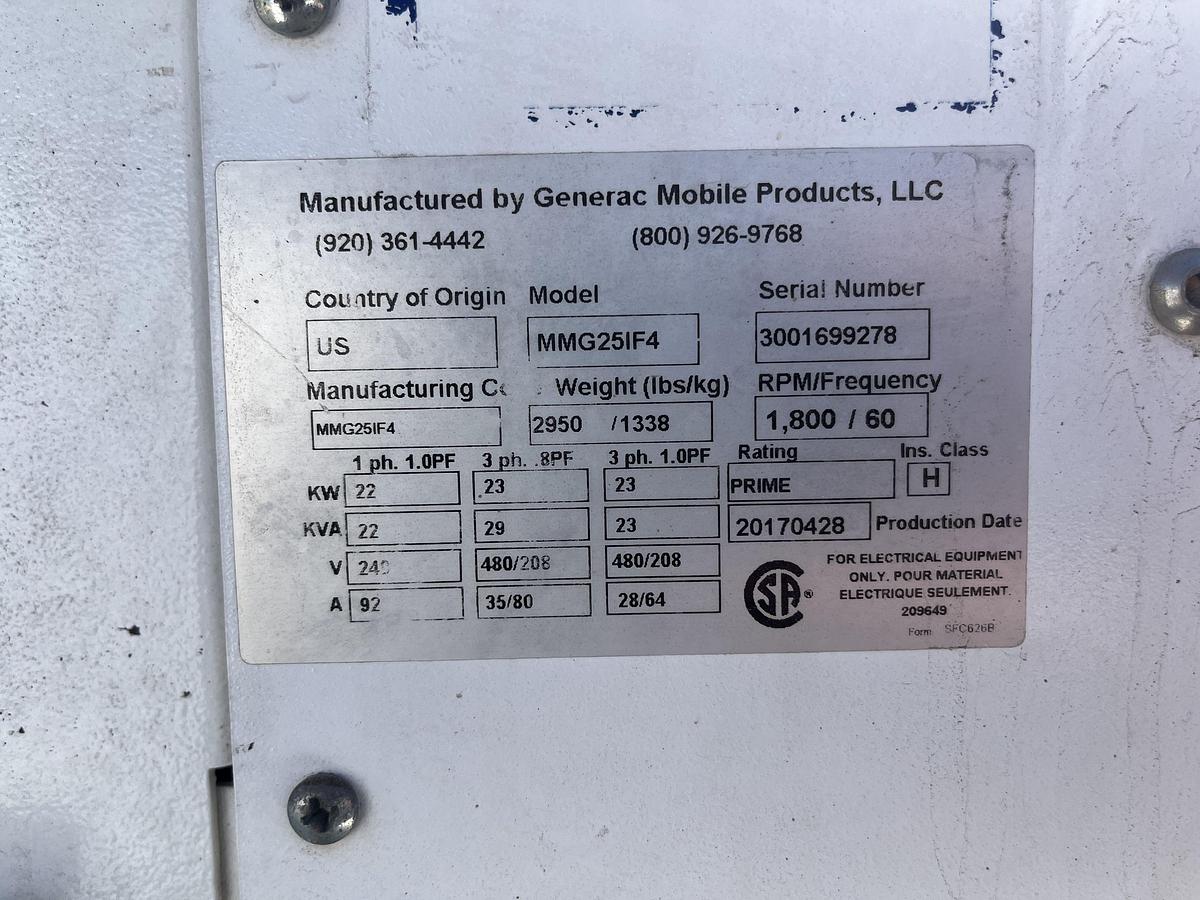 Manufactured by Generac Mobile Products, LLC
(920) 361-4442 (800) 926-9768
Country of Origin Model Serial Number
US MMG25IF4 3001699278
Manufacturing Weight (lbs/kg) RPM/Frequency
MMG25IF4 2950 /1338 1,800 / 60
1 ph. 1.0PF 3 ph. .8PF 3 ph. 1.0PF Rating Ins. Class
KW 22 23 23 PRIME H
KVA 22 29 23 20170428 Production Date
V 480/208 480/208
A 92 35/80 28/64
SA ®
FOR ELECTRICAL EQUIPMENT
ONLY. POUR MATERIAL
ELECTRIQUE SEULEMENT.
209649
Form SFC626B